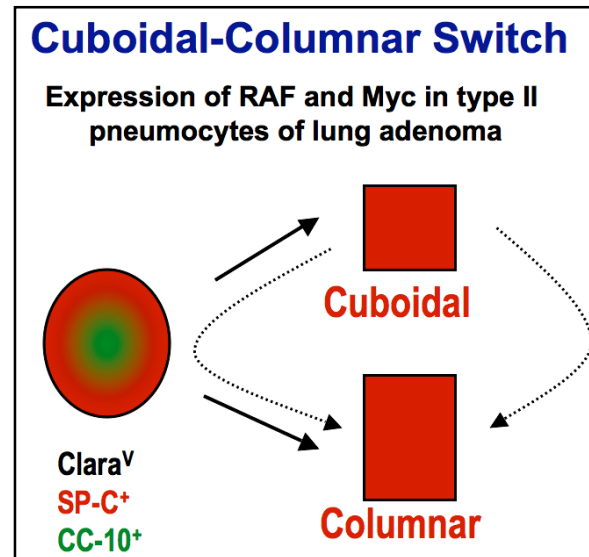 Cuboidal-Columnar Switch
Expression of RAF and Myc in type II
pneumocytes of lung adenoma
Cuboidal
Claraⱽ
SP-C⁺
CC-10⁺
Columnar